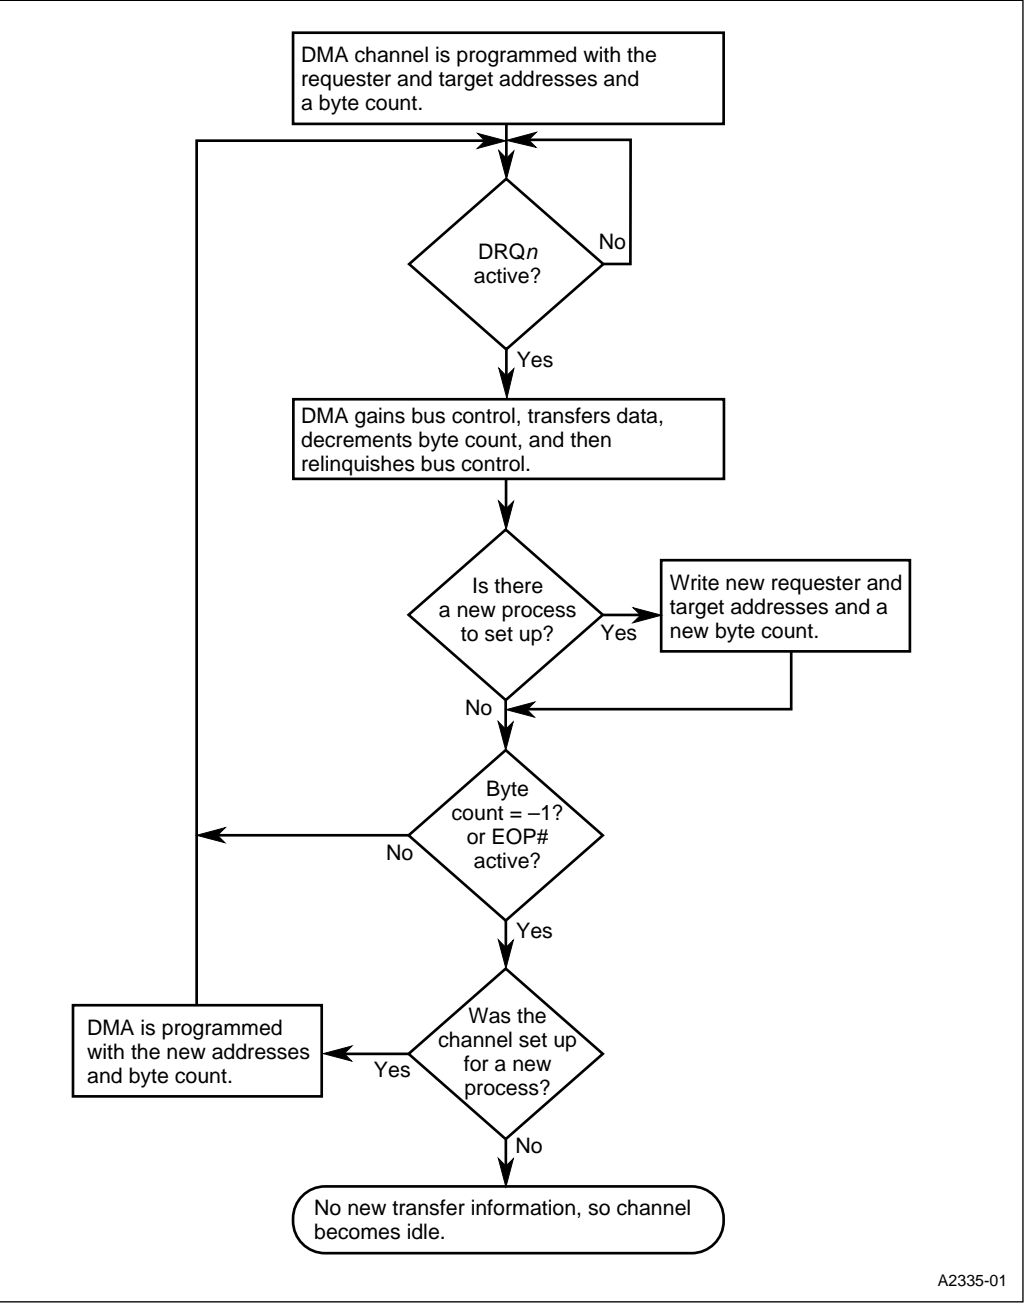 DMA channel is programmed with the
requester and target addresses and
a byte count.
DRQn
active?
No
Yes
DMA gains bus control, transfers data,
decrements byte count, and then
relinquishes bus control.
Is there
a new process
to set up?
Yes
Write new requester and
target addresses and a
new byte count.
No
Byte
count = –1?
or EOP#
active?
No
Yes
Was the
channel set up
for a new
process?
Yes
DMA is programmed
with the new addresses
and byte count.
No
No new transfer information, so channel
becomes idle.
A2335-01